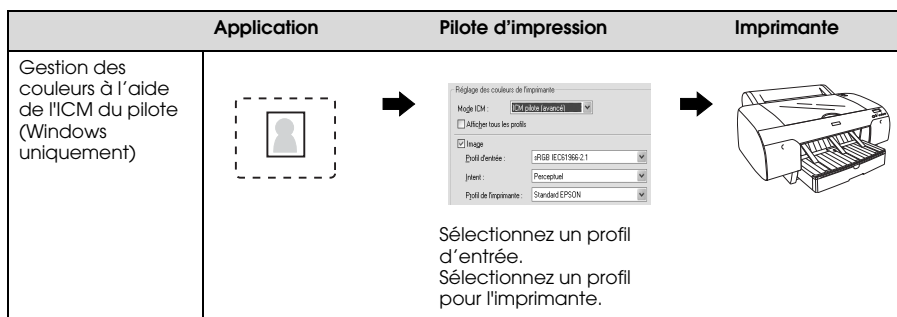 Application Pilote d’impression Imprimante
Gestion des
couleurs à l’aide
de l'ICM du pilote
(Windows
uniquement)
Réglage des couleurs de l'imprimante
Mode ICM : ICM pilote (avancé)
Afficher tous les profils
Image
Profil d'entrée : sRGB IEC61966-2.1
Intent : Perceptuel
Profil de l'imprimante : Standard EPSON
Sélectionnez un profil
d’entrée.
Sélectionnez un profil
pour l'imprimante.